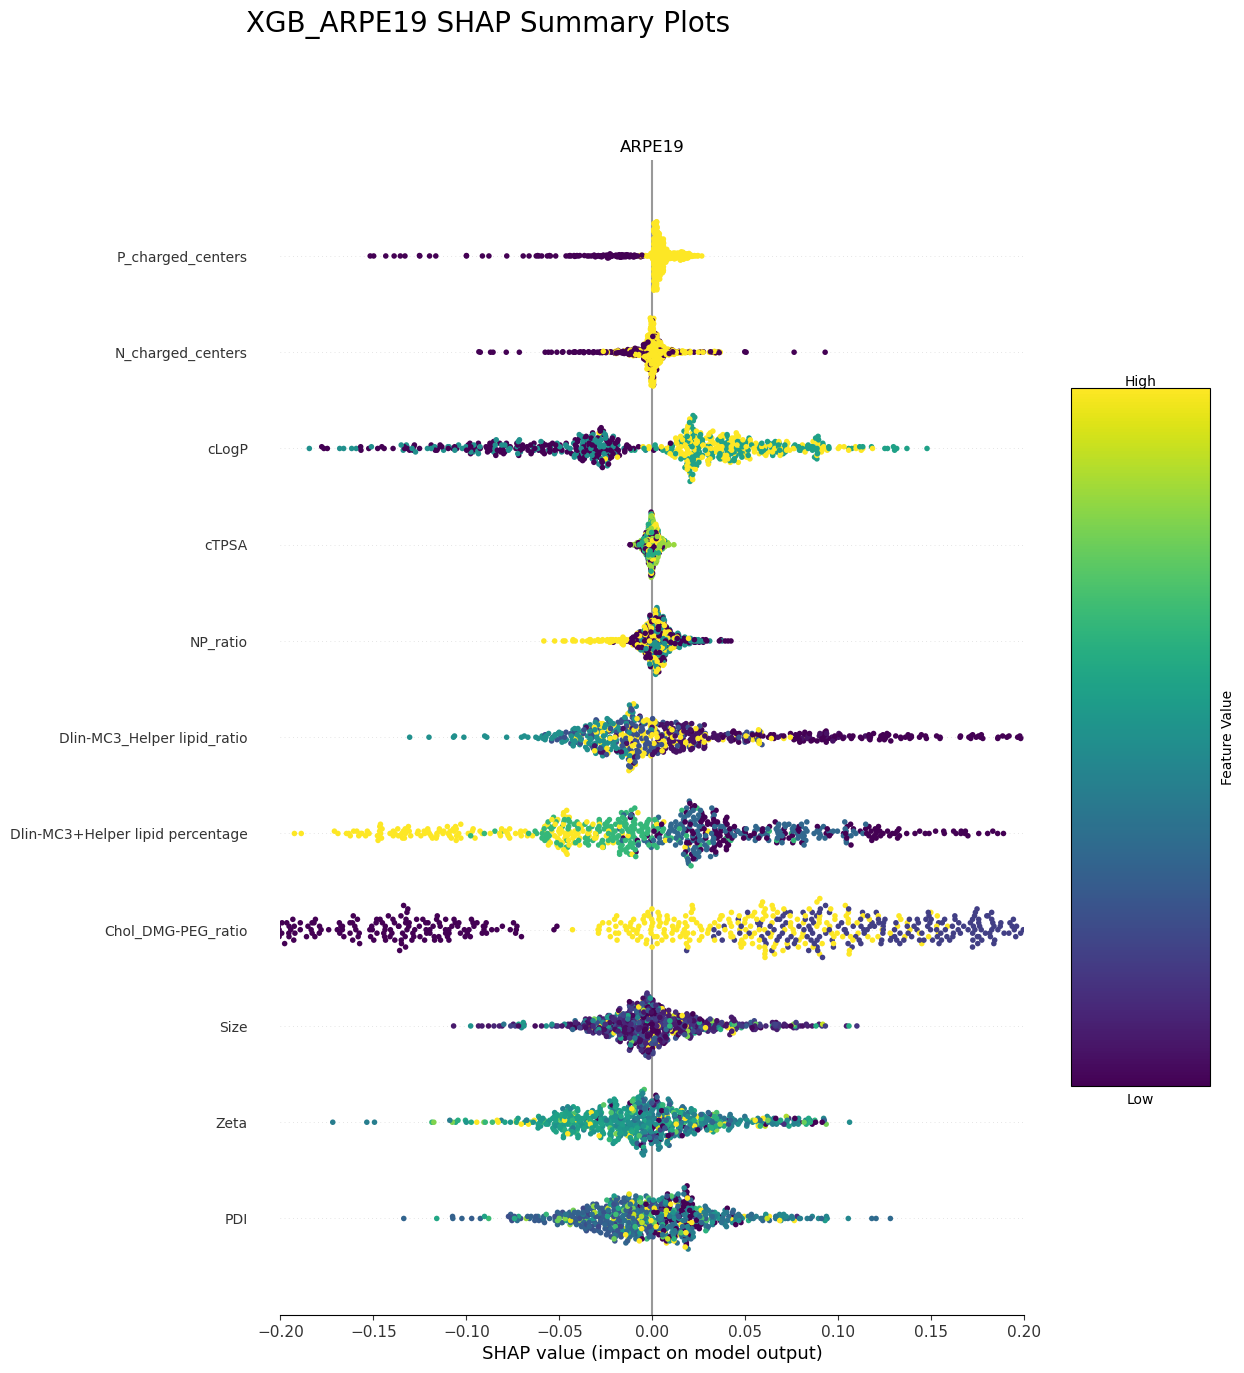 XGB_ARPE19 SHAP Summary Plots
ARPE19
P_charged_centers
N_charged_centers
cLogP
cTPSA
NP_ratio
Dlin-MC3_Helper lipid_ratio
Dlin-MC3+Helper lipid percentage
Chol_DMG-PEG_ratio
Size
Zeta
PDI
−0.20 −0.15 −0.10 −0.05 0.00 0.05 0.10 0.15 0.20
SHAP value (impact on model output)
High
Feature Value
Low